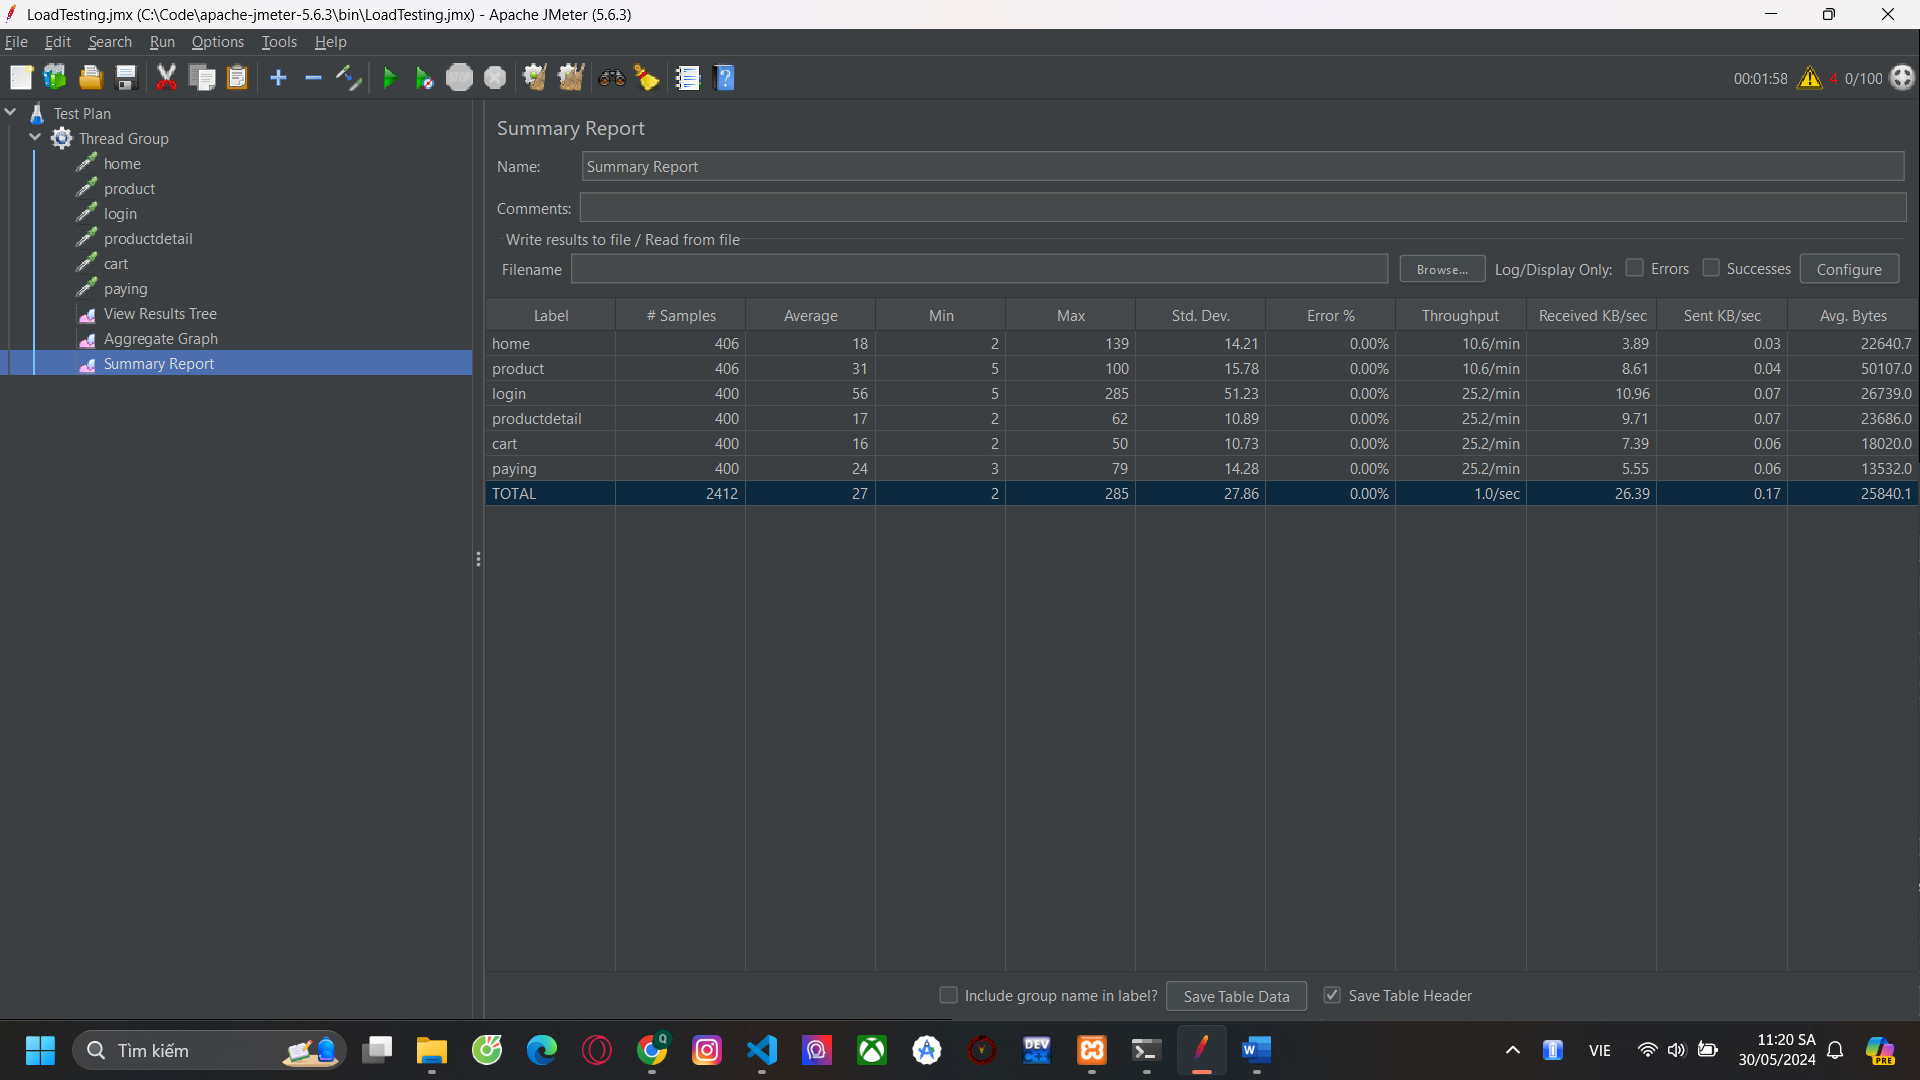 LoadTesting.jmx (C:\Code\apache-jmeter-5.6.3\bin\LoadTesting.jmx) - Apache JMeter (5.6.3)
File Edit Search Run Options Tools Help
STOP 00:01:58 4 0/100
Test Plan
Thread Group
home
product
login
productdetail
cart
paying
View Results Tree
Aggregate Graph
Summary Report
Summary Report
Name: Summary Report
Comments:
Write results to file / Read from file
Filename Browse... Log/Display Only: Errors Successes Configure
Label # Samples Average Min Max Std. Dev. Error % Throughput Received KB/sec Sent KB/sec Avg. Bytes
home 406 18 2 139 14.21 0.00% 10.6/min 3.89 0.03 22640.7
product 406 31 5 100 15.78 0.00% 10.6/min 8.61 0.04 50107.0
login 400 56 5 285 51.23 0.00% 25.2/min 10.96 0.07 26739.0
productdetail 400 17 2 62 10.89 0.00% 25.2/min 9.71 0.07 23686.0
cart 400 16 2 50 10.73 0.00% 25.2/min 7.39 0.06 18020.0
paying 400 24 3 79 14.28 0.00% 25.2/min 5.55 0.06 13532.0
TOTAL 2412 27 2 285 27.86 0.00% 1.0/sec 26.39 0.17 25840.1
Include group name in label? Save Table Data Save Table Header
Tìm kiếm Q DEV C++ W VIE 11:20 SA PRE
30/05/2024